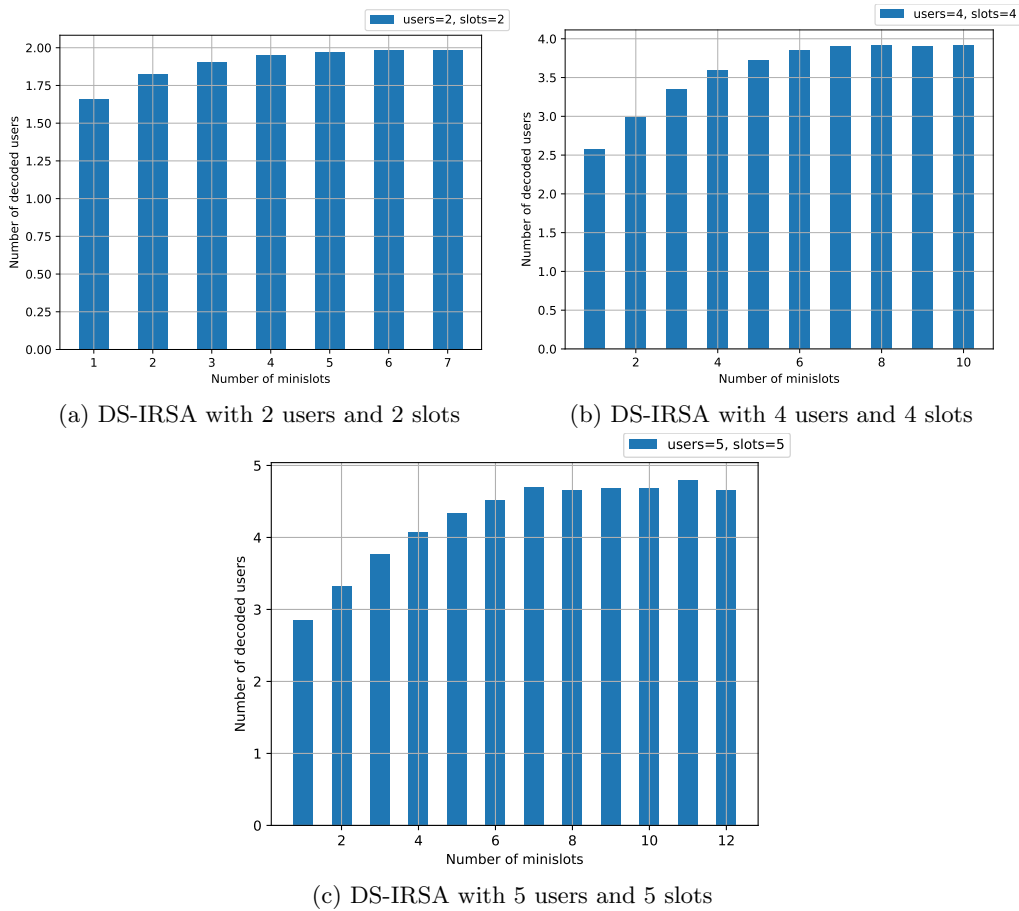 users=2, slots=2
2.00
1.75
1.50
1.25
1.00
0.75
0.50
0.25
0.00
Number of decoded users
1 2 3 4 5 6 7
Number of minislots
(a) DS-IRSA with 2 users and 2 slots
users=4, slots=4
4.0
3.5
3.0
2.5
2.0
1.5
1.0
0.5
0.0
Number of decoded users
2 4 6 8 10
Number of minislots
(b) DS-IRSA with 4 users and 4 slots
users=5, slots=5
5
4
3
2
1
0
Number of decoded users
2 4 6 8 10 12
Number of minislots
(c) DS-IRSA with 5 users and 5 slots